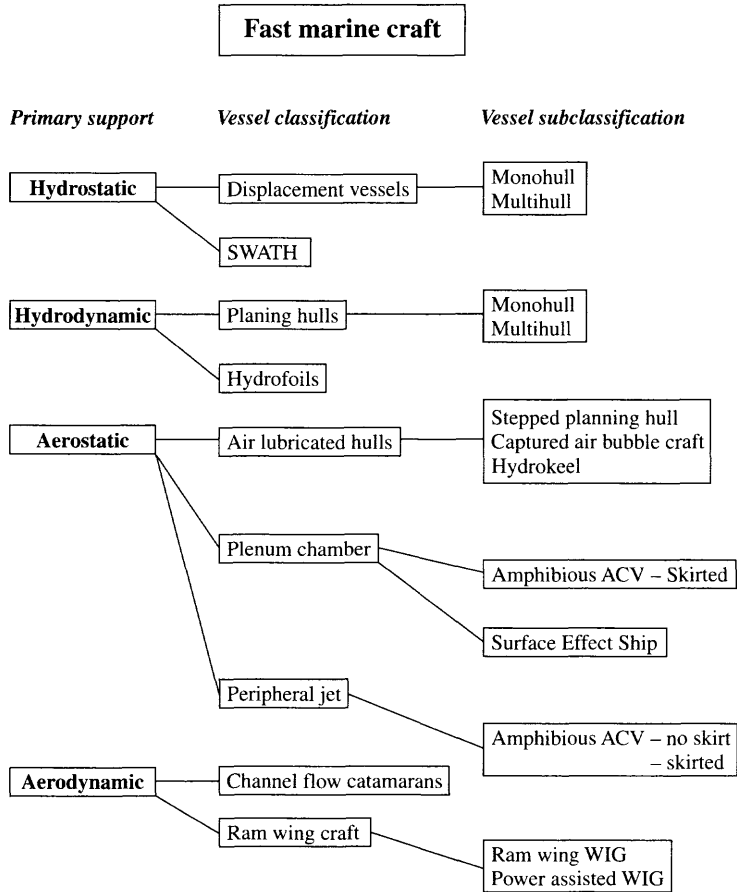 Fast marine craft
Primary support
Vessel classification
Vessel subclassification
Hydrostatic
Displacement vessels
Monohull
Multihull
SWATH
Hydrodynamic
Planing hulls
Monohull
Multihull
Hydrofoils
Aerostatic
Air lubricated hulls
Stepped planning hull
Captured air bubble craft
Hydrokeel
Plenum chamber
Amphibious ACV – Skirted
Surface Effect Ship
Peripheral jet
Amphibious ACV – no skirt
– skirted
Aerodynamic
Channel flow catamarans
Ram wing craft
Ram wing WIG
Power assisted WIG